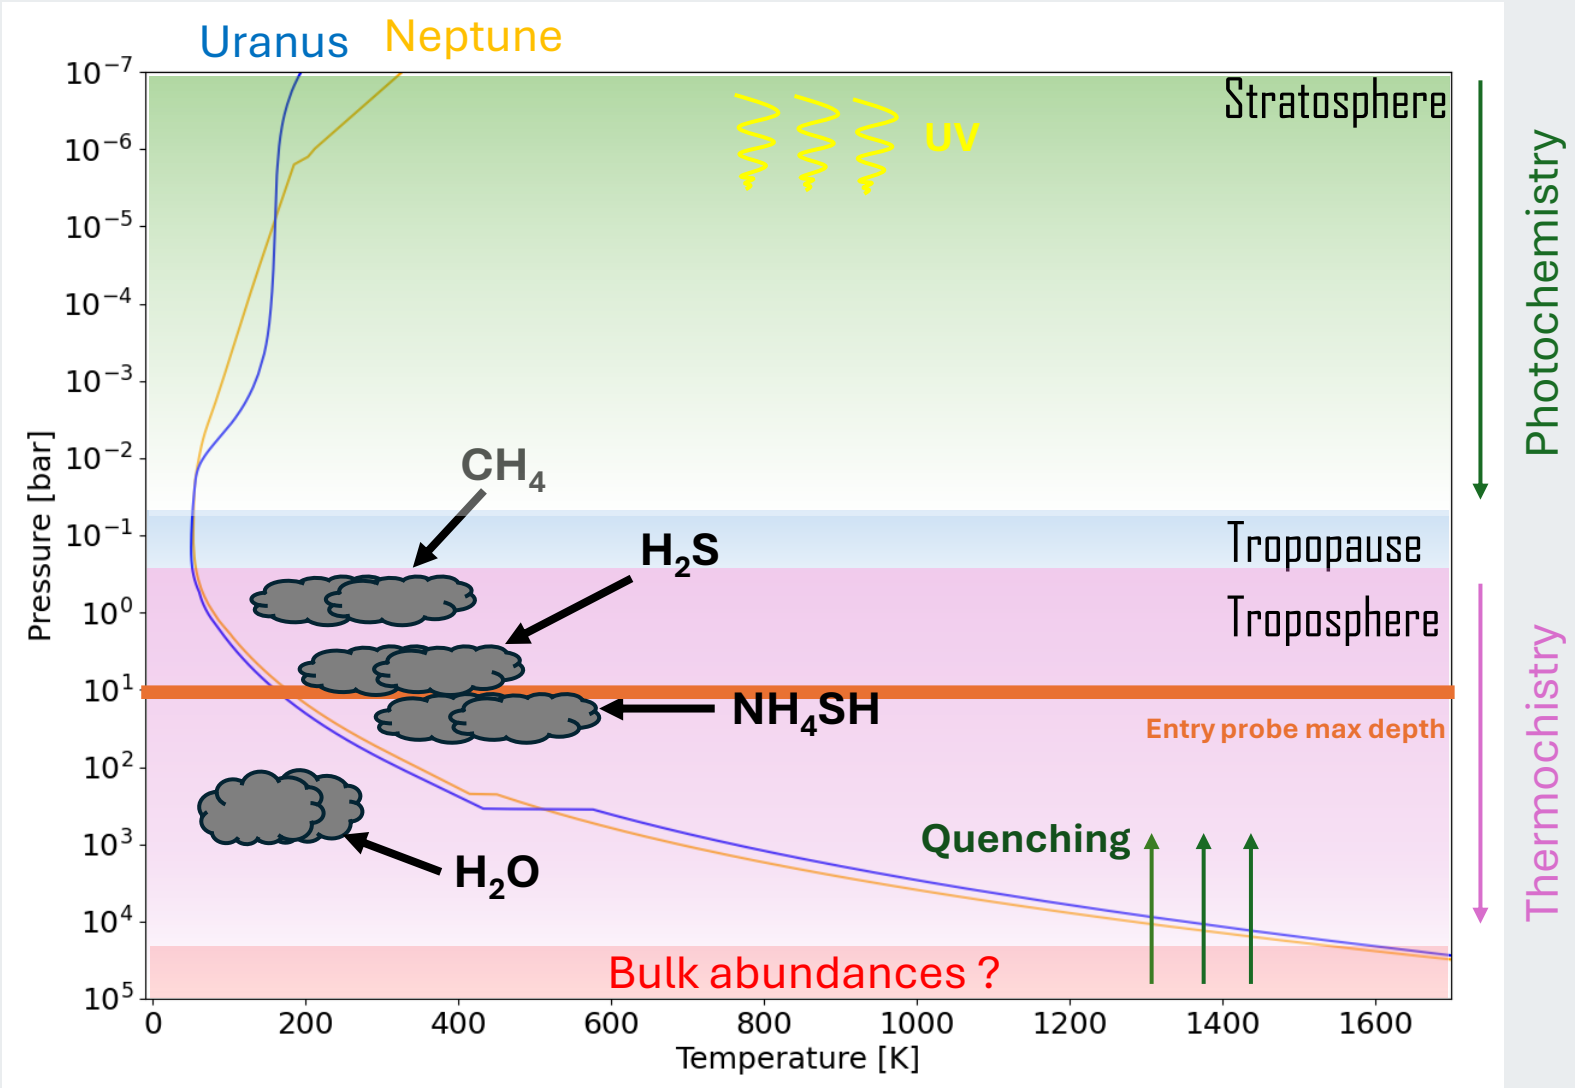 Uranus Neptune
Stratosphere
UV
Photochemistry
CH₄
H₂S
Tropopause
Troposphere
NH₄SH
Entry probe max depth
H₂O
Quenching
Thermochistry
Bulk abundances ?
Pressure [bar]
10⁻⁷
10⁻⁶
10⁻⁵
10⁻⁴
10⁻³
10⁻²
10⁻¹
10⁰
10¹
10²
10³
10⁴
10⁵
0 200 400 600 800 1000 1200 1400 1600
Temperature [K]